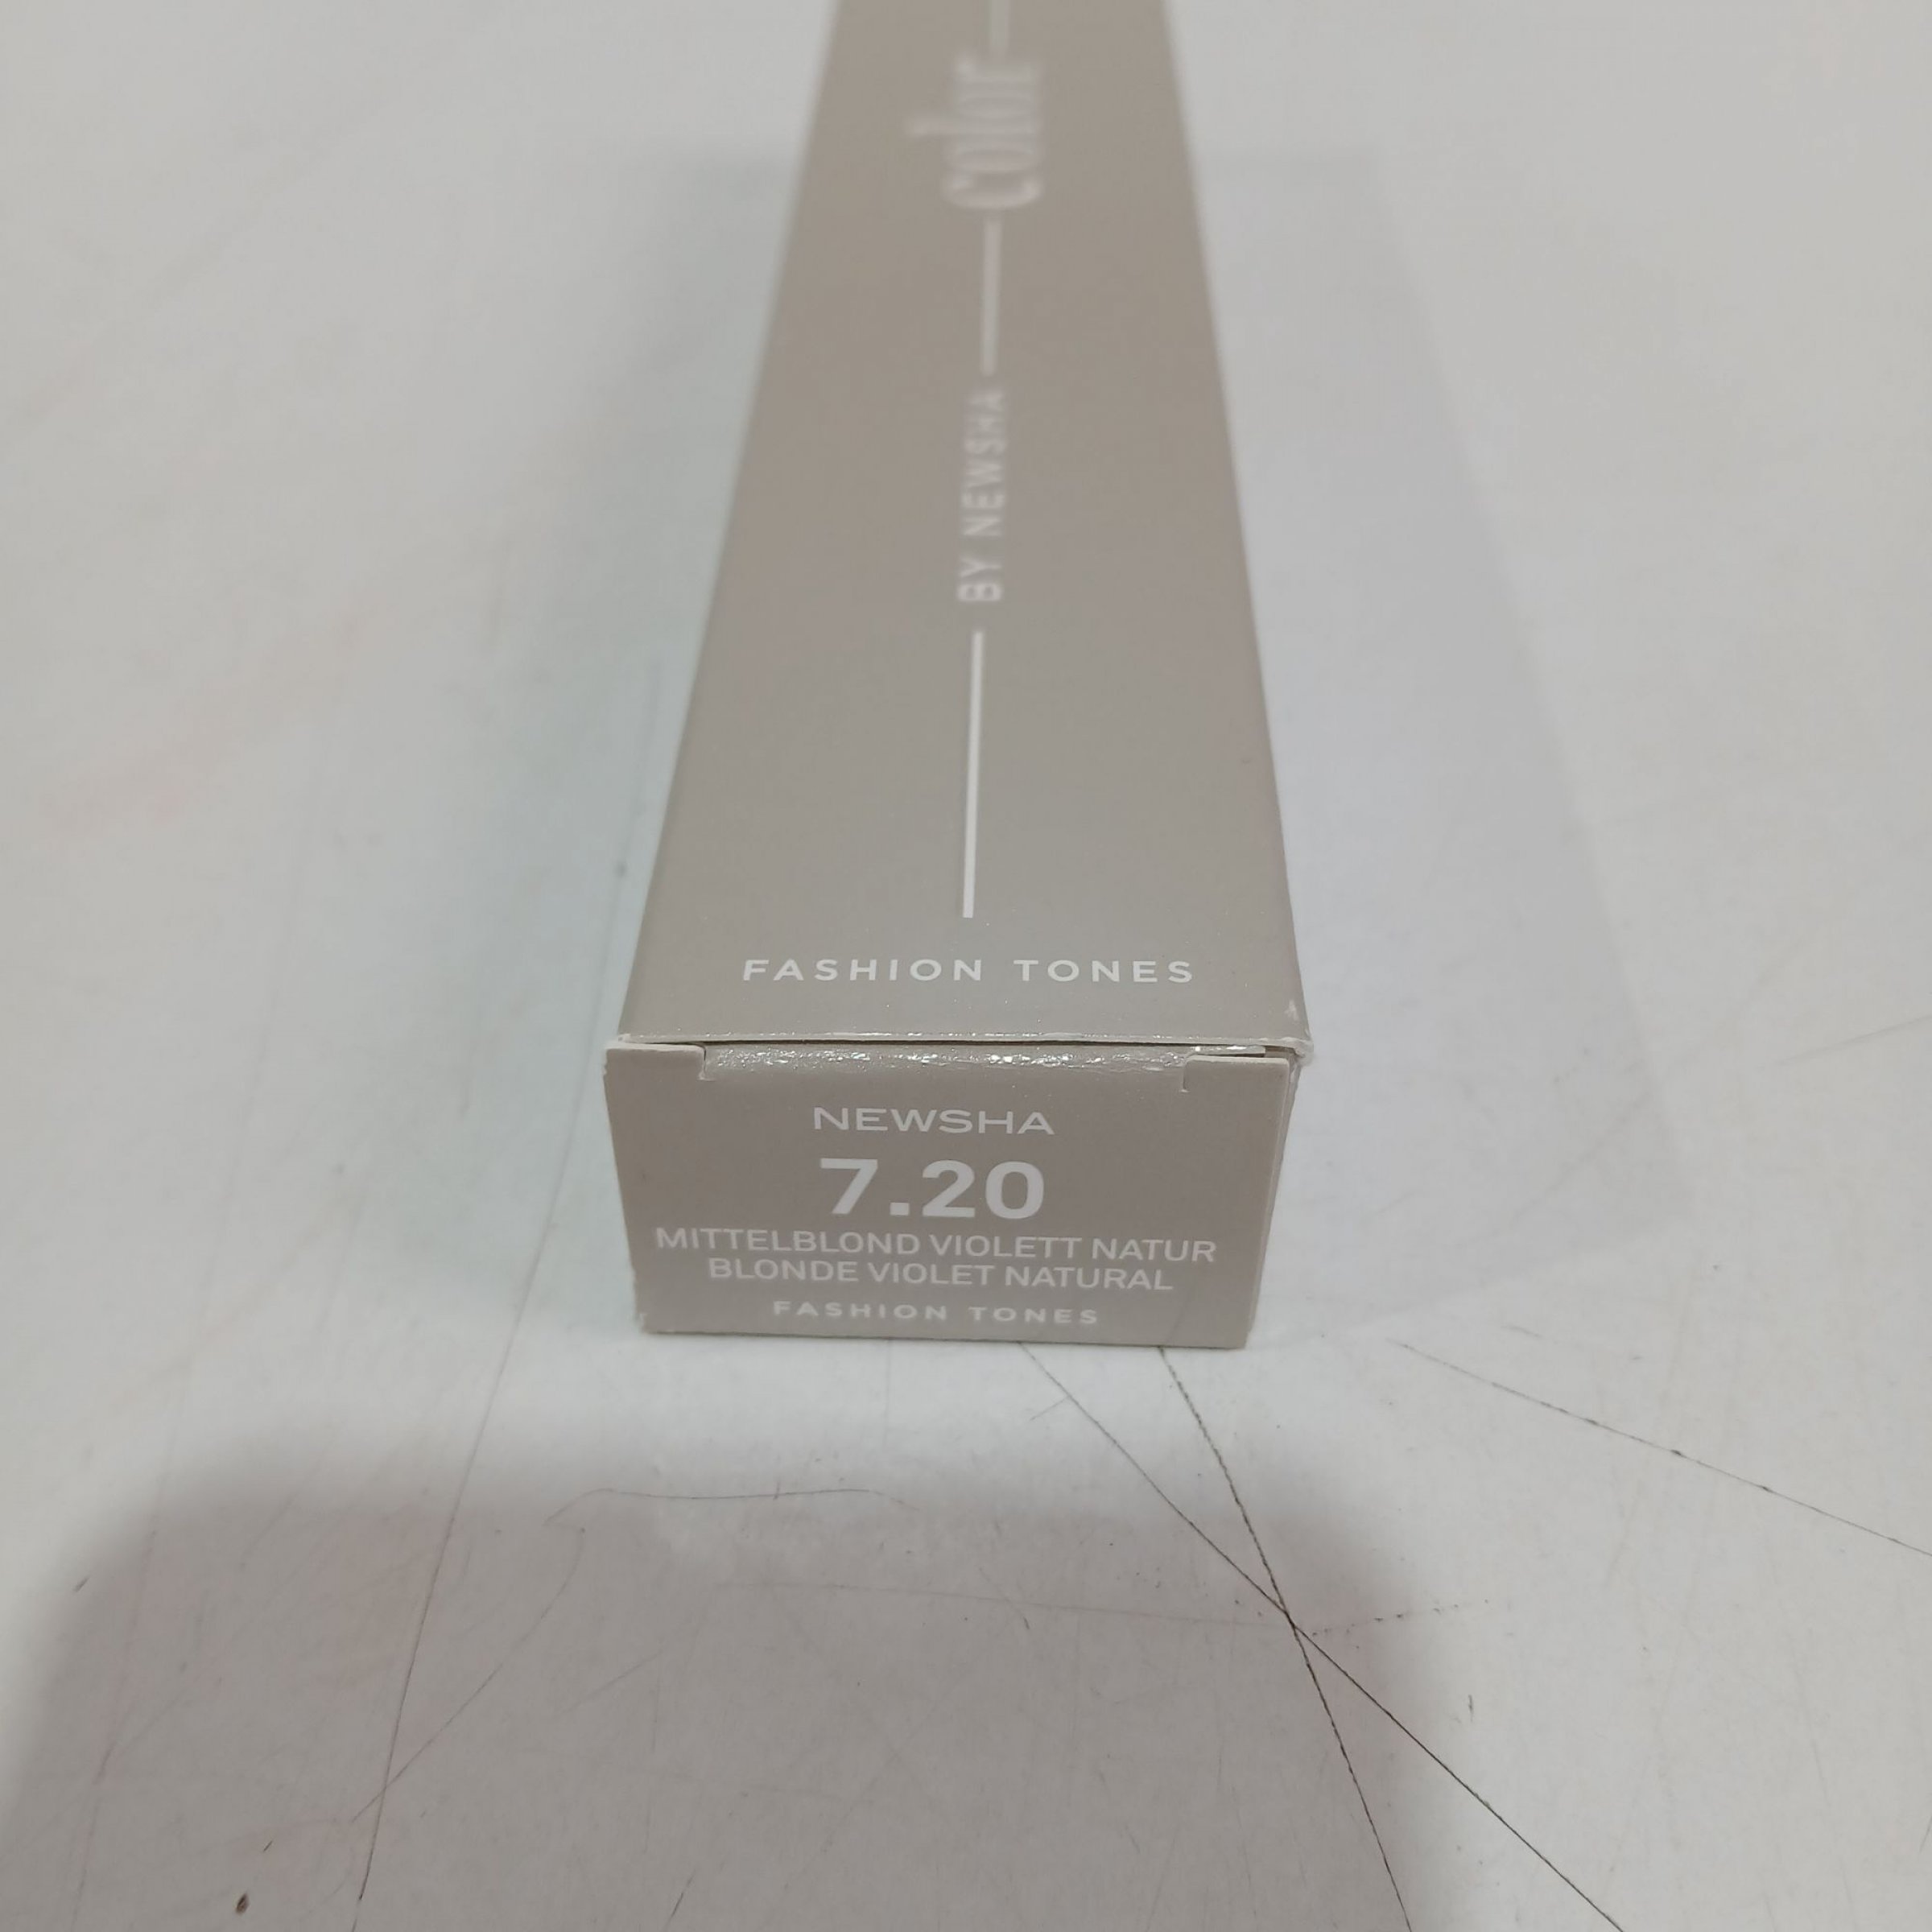 color
BY NEWSHA
FASHION TONES
NEWSHA
7.20
MITTELBLOND VIOLETT NATUR
BLONDE VIOLET NATURAL
FASHION TONES